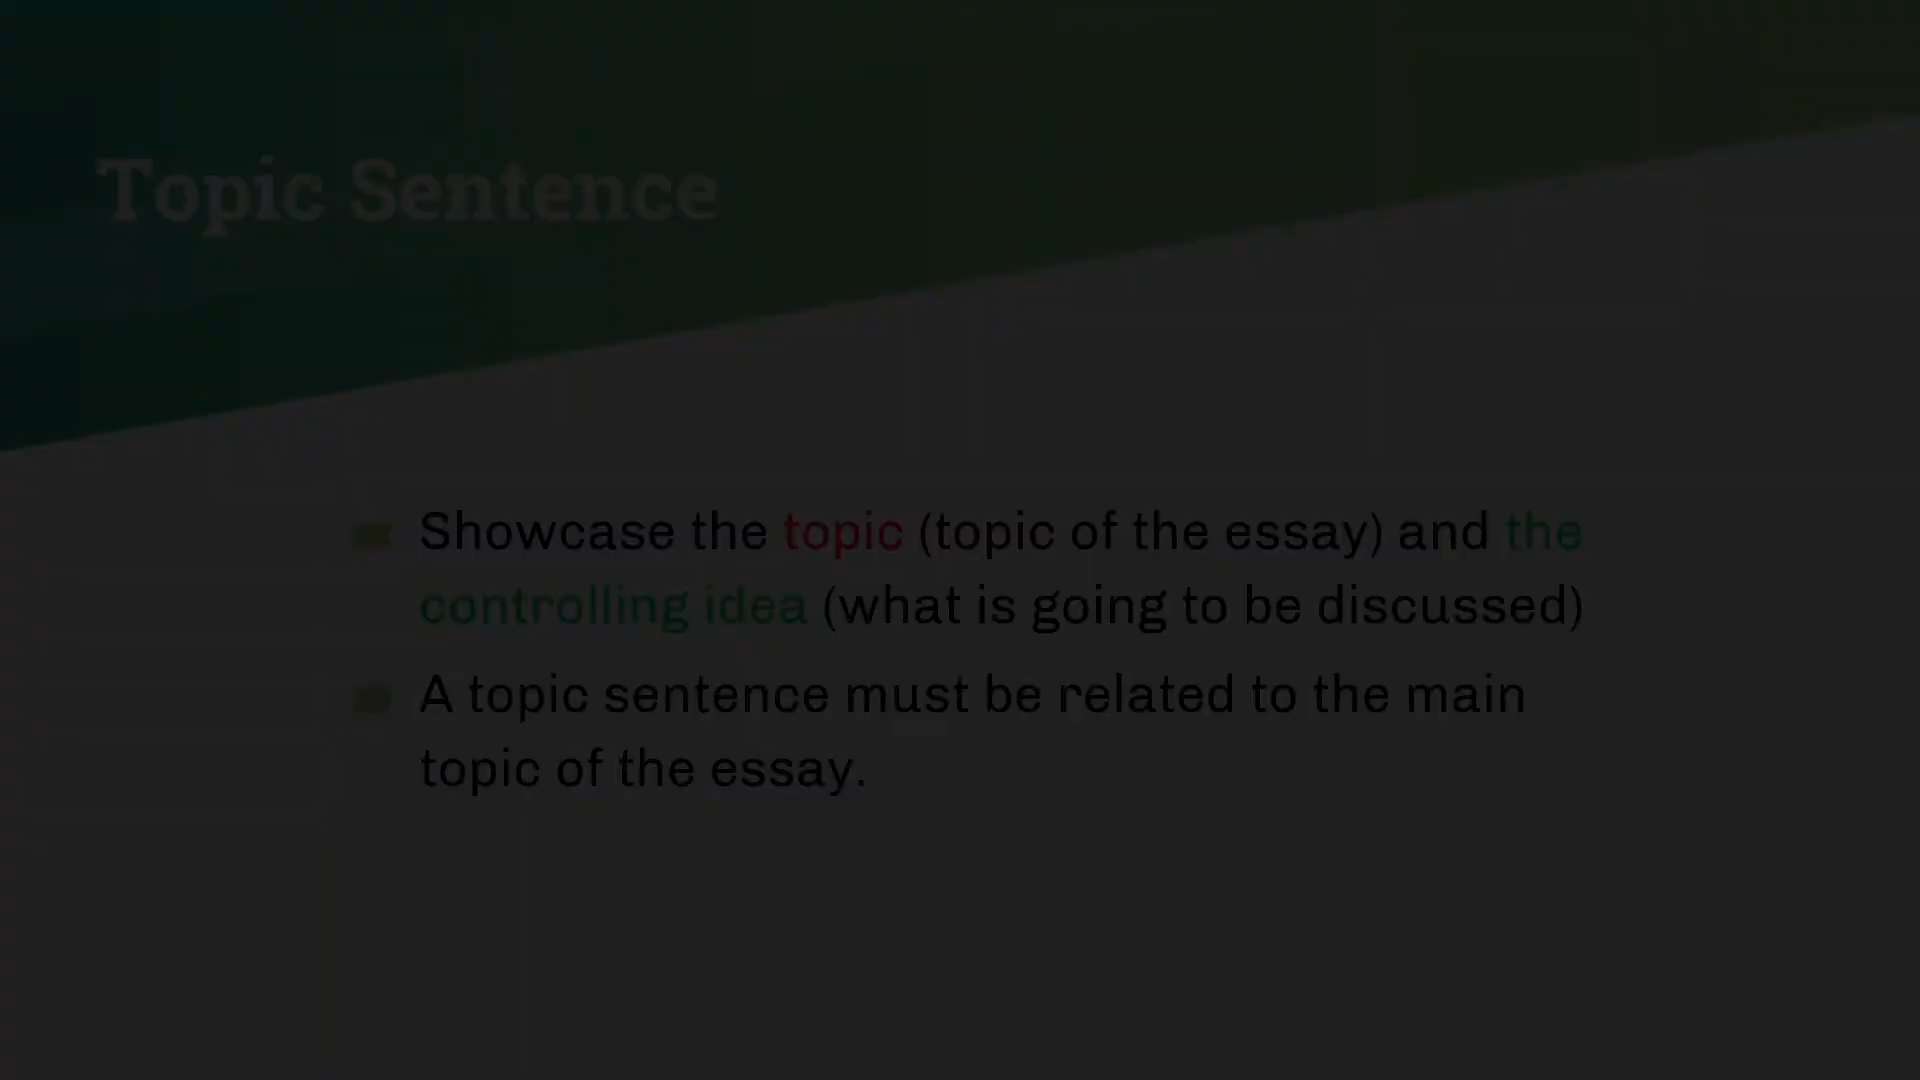 Topic Sentence
Showcase the topic (topic of the essay) and the
controlling idea (what is going to be discussed)
A topic sentence must be related to the main
topic of the essay.